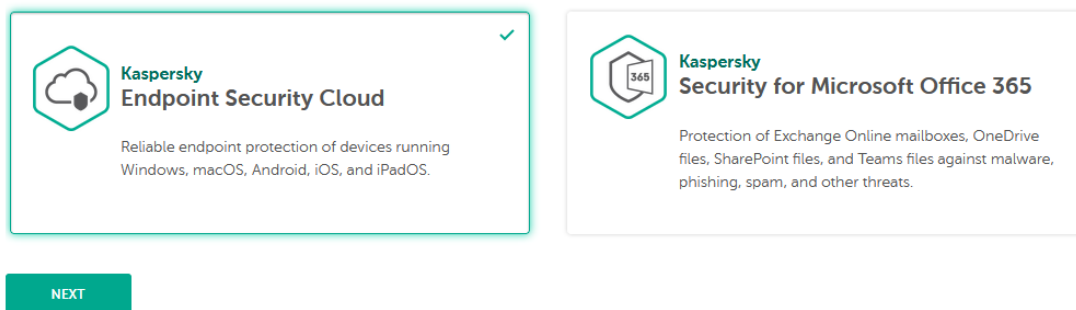 Kaspersky
Endpoint Security Cloud
Reliable endpoint protection of devices running
Windows, macOS, Android, iOS, and iPadOS.
Kaspersky
365
Security for Microsoft Office 365
Protection of Exchange Online mailboxes, OneDrive
files, SharePoint files, and Teams files against malware,
phishing, spam, and other threats.
NEXT